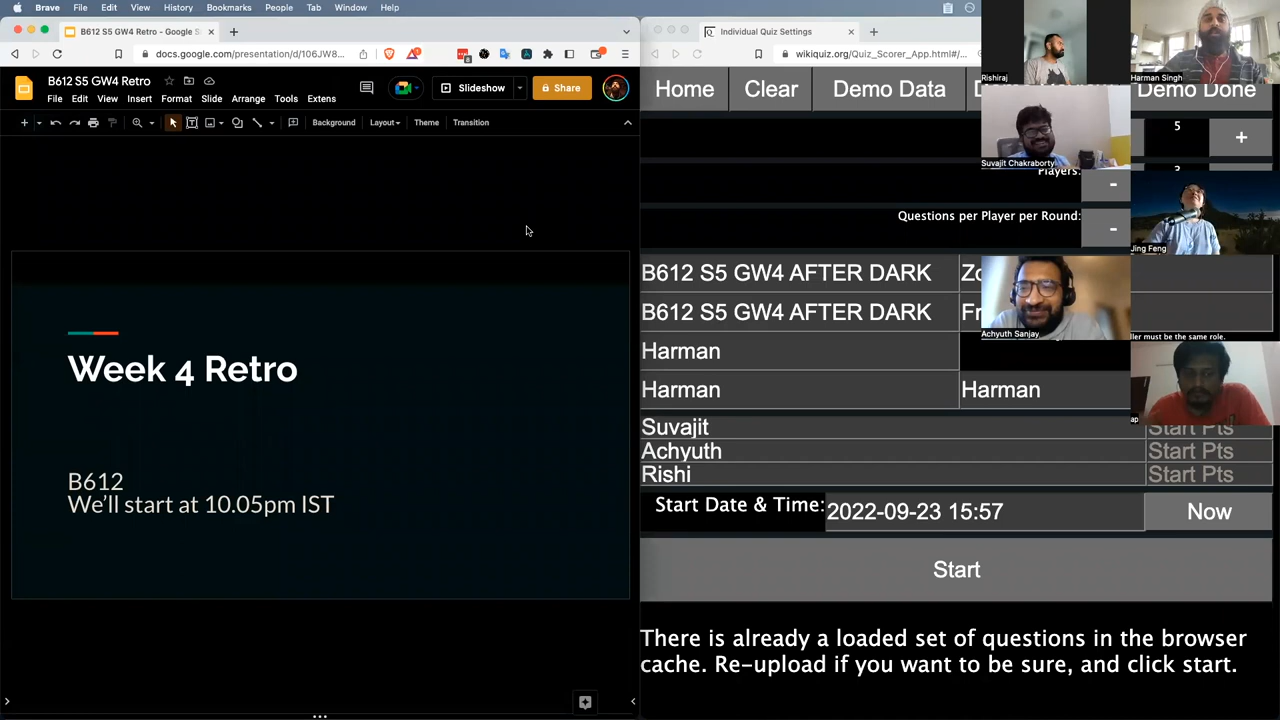 Brave File Edit View History Bookmarks People Tab Window Help
B612 S5 GW4 Retro - Google S
docs.google.com/presentation/d/106JW8...
B612 S5 GW4 Retro
File Edit View Insert Format Slide Arrange Tools Extens
Slideshow
Share
Background Layout Theme Transition
Week 4 Retro
B612
We'll start at 10.05pm IST
Individual Quiz Settings
wikiquiz.org/Quiz_Scorer_App.html#/...
Home Clear Demo Data Demo Done
5 +
Players: - 3
Questions per Player per Round: -
B612 S5 GW4 AFTER DARK
B612 S5 GW4 AFTER DARK
ller must be the same role.
Harman
Harman Harman
Suvajit Start Pts
Achyuth Start Pts
Rishi Start Pts
Start Date & Time: 2022-09-23 15:57 Now
Start
There is already a loaded set of questions in the browser
cache. Re-upload if you want to be sure, and click start.
Rishiraj
Harman Singh
Suvajit Chakraborty
Jing Feng
Achyuth Sanjay
ap